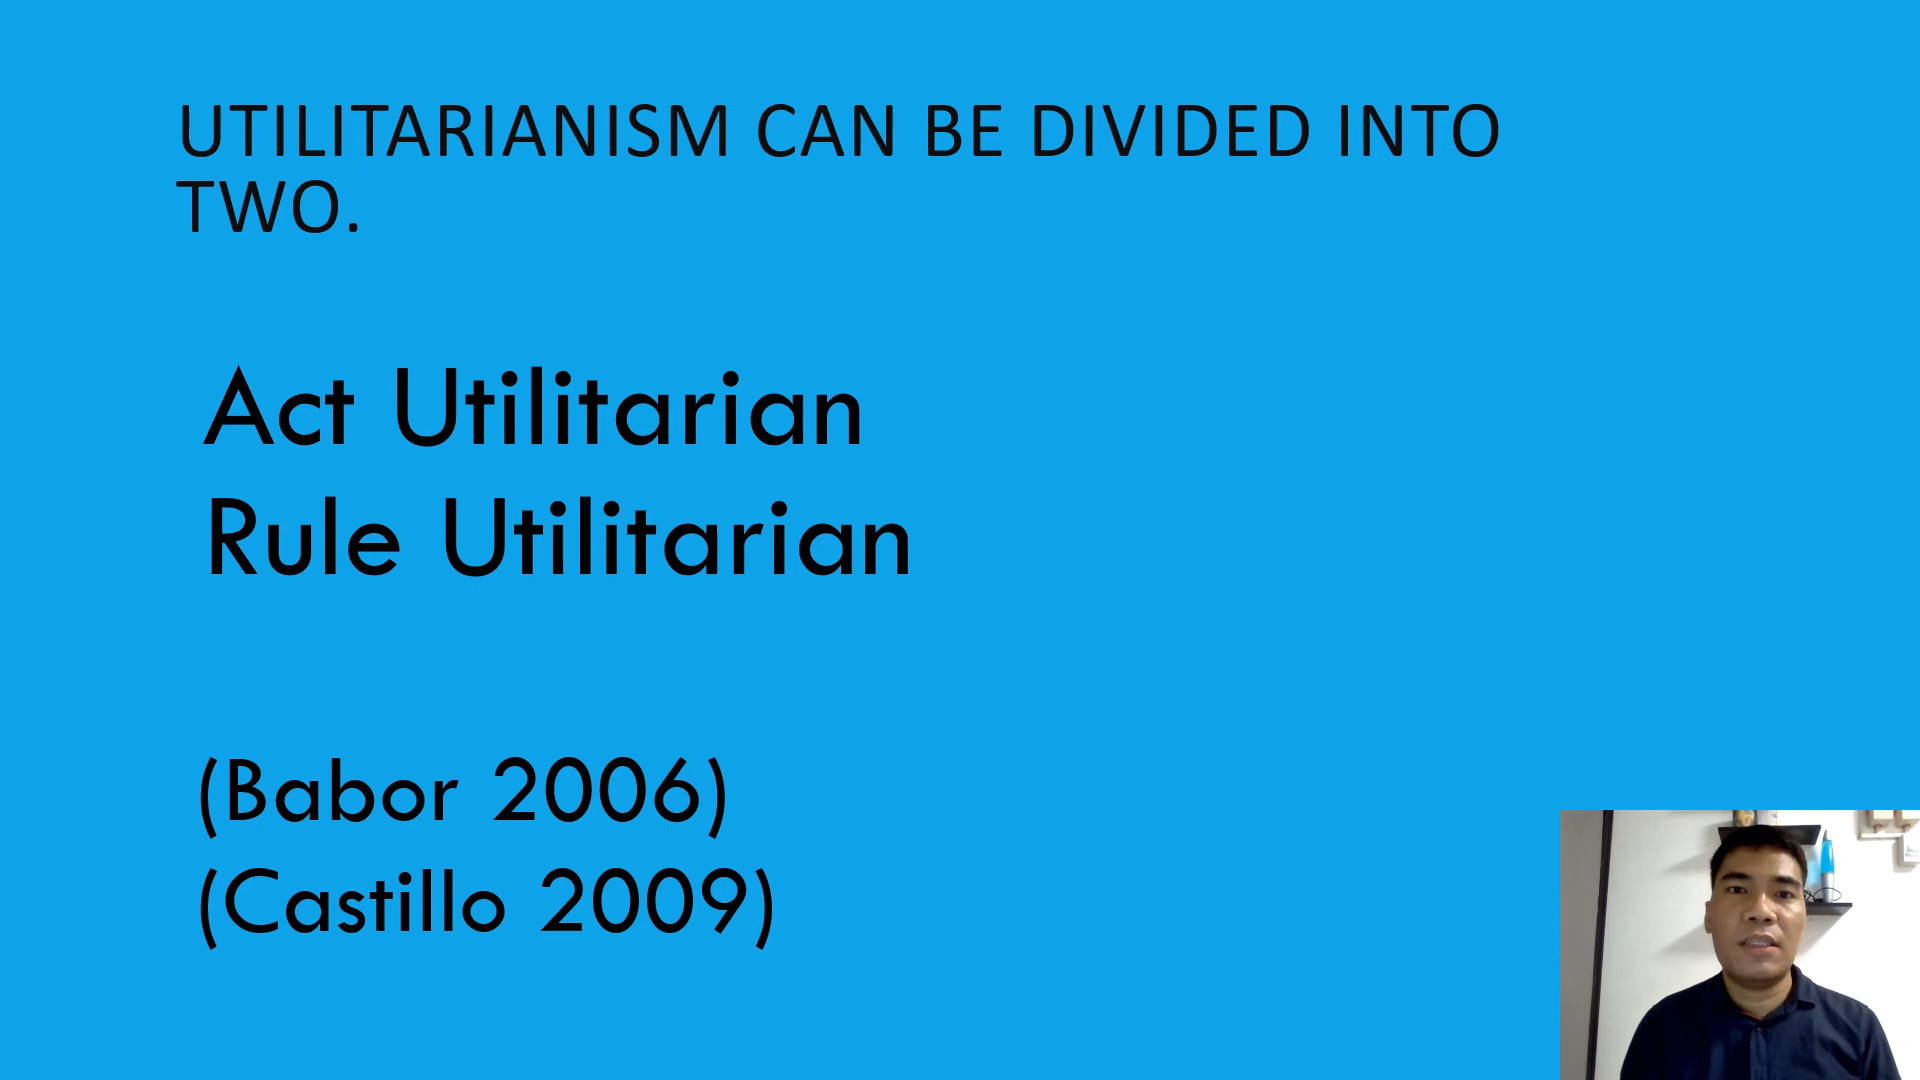 UTILITARIANISM CAN BE DIVIDED INTO
TWO.
Act Utilitarian
Rule Utilitarian
(Babor 2006)
(Castillo 2009)